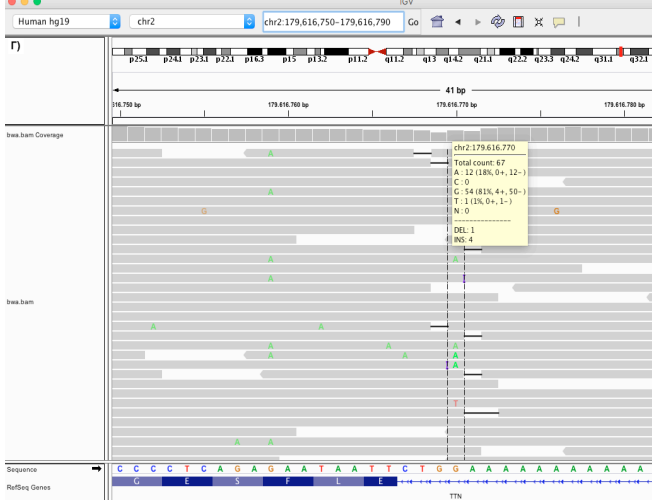 IGV
Human hg19 chr2 chr2:179,616,750-179,616,790 Go
Г)
p25.1 p24.1 p23.1 p22.1 p16.3 p15 p13.2 p11.2 q11.2 q13 q14.2 q21.1 q22.2 q23.3 q24.2 q31.1 q32.1
41 bp
616.750 bp 179.616.760 bp 179.616.770 bp 179.616.780 bp
bwa.bam Coverage
chr2:179.616.770
Total count: 67
A : 12 (18%, 0+, 12- )
C : 0
G : 54 (81%, 4+, 50- )
T : 1 (1%, 0+, 1- )
N : 0
---------------
DEL: 1
INS: 4
A
A
G G
A A
A I
bwa.bam
A A
A A A
A A A
I A
T
A A
Sequence C C C C T C A G A G A A T A A T T C T G G A A A A A A A A A A A
RefSeq Genes G E S F L E
TTN